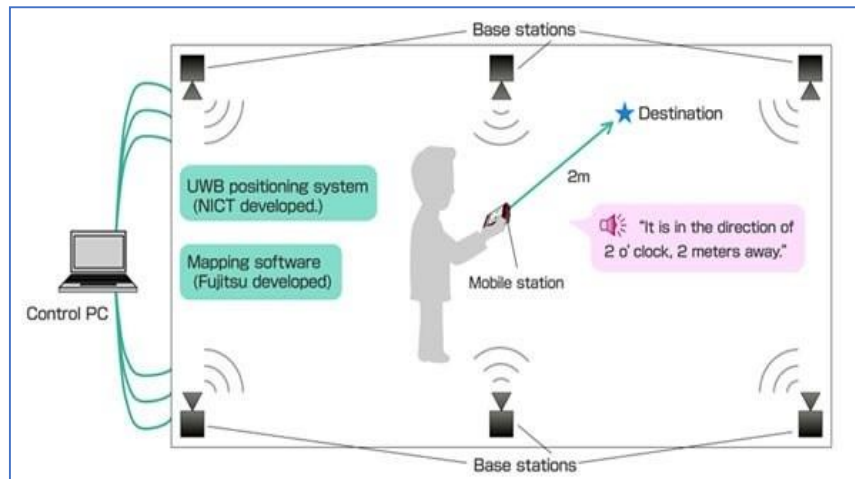 Base stations
Destination
2m
UWB positioning system
(NICT developed.)
"It is in the direction of
2 o' clock, 2 meters away."
Mapping software
(Fujitsu developed)
Mobile station
Control PC
Base stations